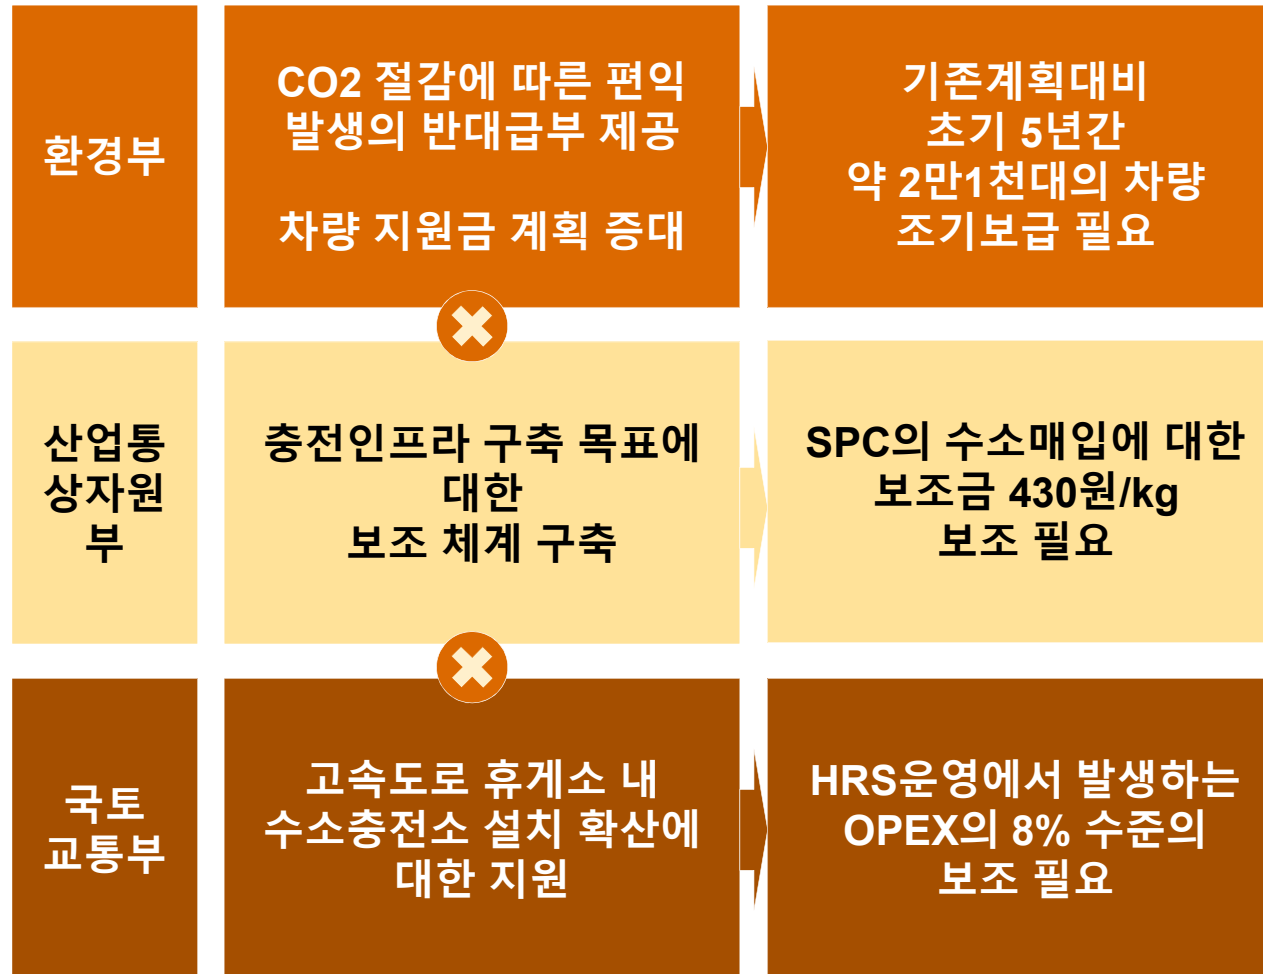 환경부
CO2 절감에 따른 편익
발생의 반대급부 제공
차량 지원금 계획 증대
기존계획대비
초기 5년간
약 2만1천대의 차량
조기보급 필요
산업통
상자원
부
충전인프라 구축 목표에
대한
보조 체계 구축
SPC의 수소매입에 대한
보조금 430원/kg
보조 필요
국토
교통부
고속도로 휴게소 내
수소충전소 설치 확산에
대한 지원
HRS운영에서 발생하는
OPEX의 8% 수준의
보조 필요